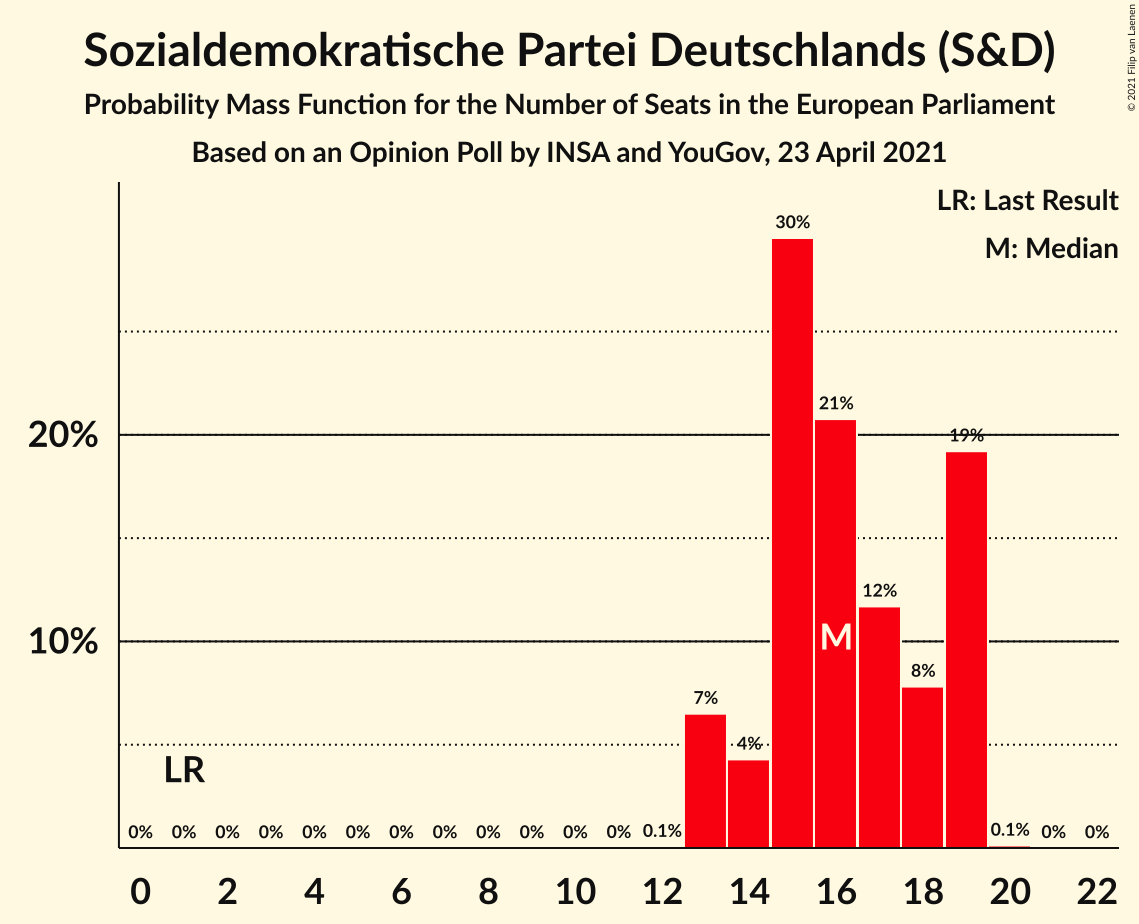 Sozialdemokratische Partei Deutschlands (S&D)
Probability Mass Function for the Number of Seats in the European Parliament
Based on an Opinion Poll by INSA and YouGov, 23 April 2021
© 2021 Filip van Laenen
LR: Last Result
M: Median
30%
21%
20%
19%
12%
10%
M
8%
7%
4%
LR
0% 0% 0% 0% 0% 0% 0% 0% 0% 0% 0% 0% 0.1% 0.1% 0% 0%
0 2 4 6 8 10 12 14 16 18 20 22